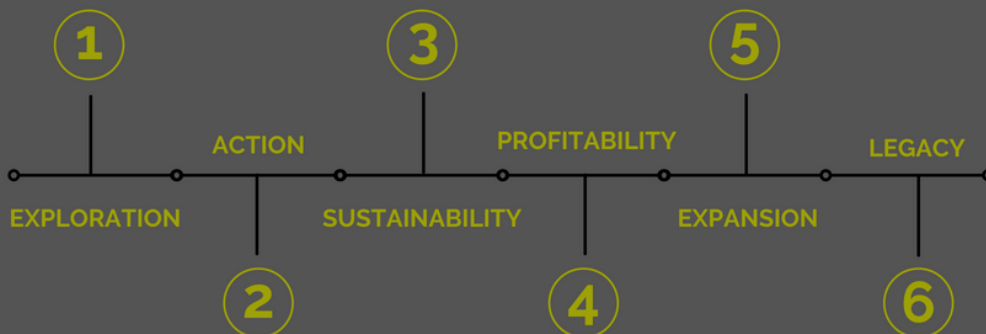 1
EXPLORATION
ACTION
2
3
SUSTAINABILITY
PROFITABILITY
4
5
EXPANSION
LEGACY
6